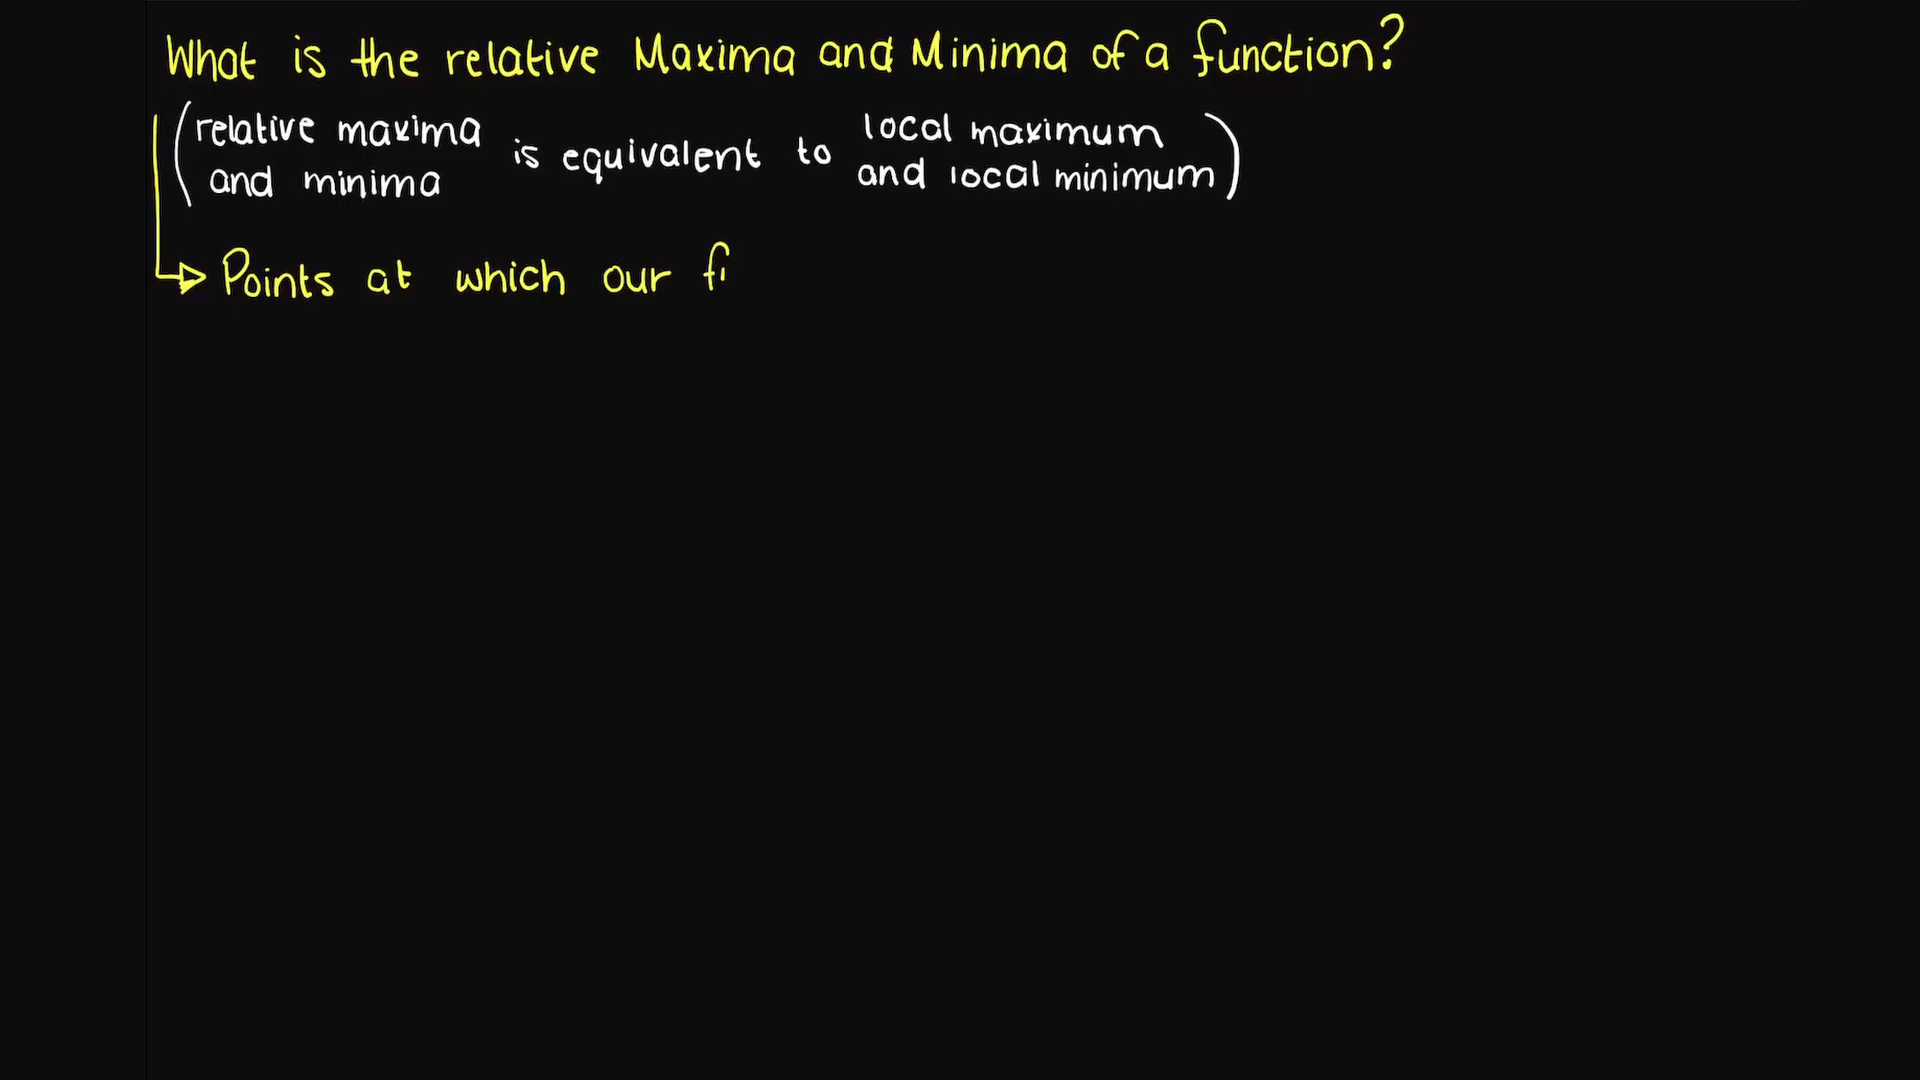 What is the relative Maxima and Minima of a function?
(relative maxima and minima is equivalent to local maximum and local minimum)
Points at which our